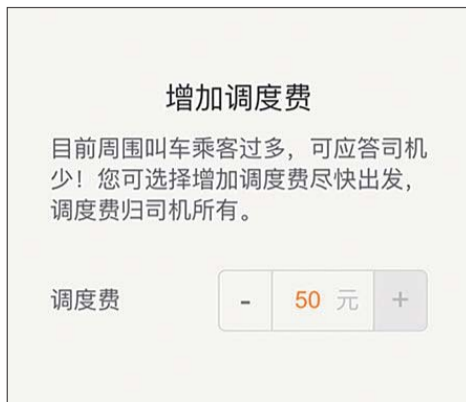 增加调度费
目前周围叫车乘客过多，可应答司机
少！您可选择增加调度费尽快出发，
调度费归司机所有。
调度费 - 50 元 +